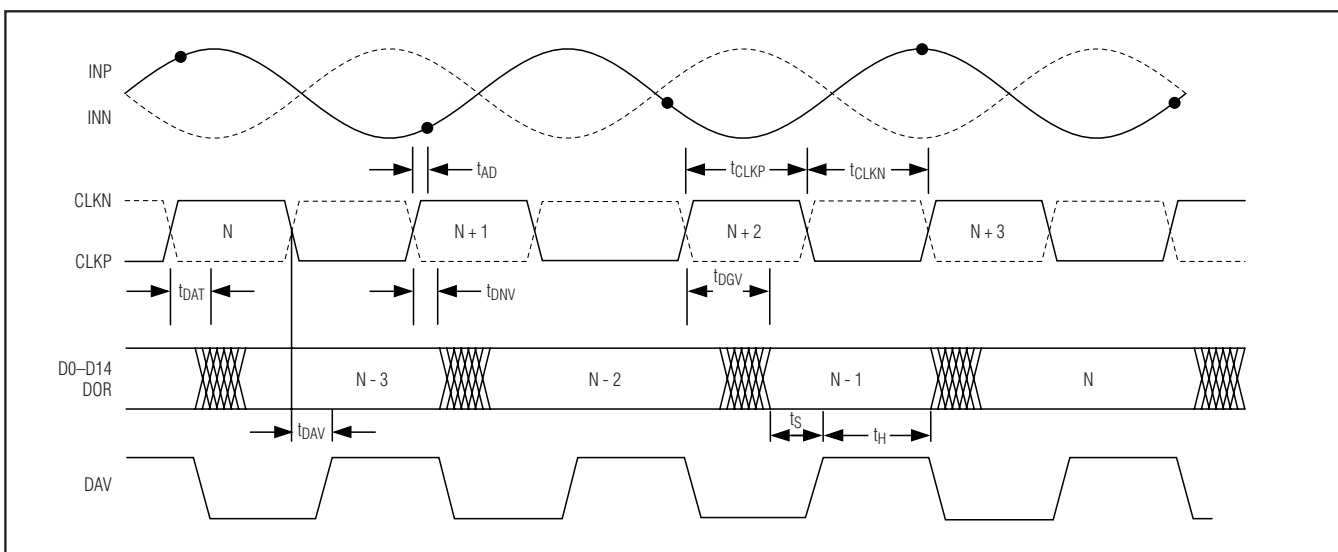 INP
INN
tAD
tCLKP
tCLKN
CLKN
N
N + 1
N + 2
N + 3
CLKP
tDAT
tDNV
tDGV
D0–D14
DOR
N - 3
N - 2
N - 1
N
tDAV
tS
tH
DAV